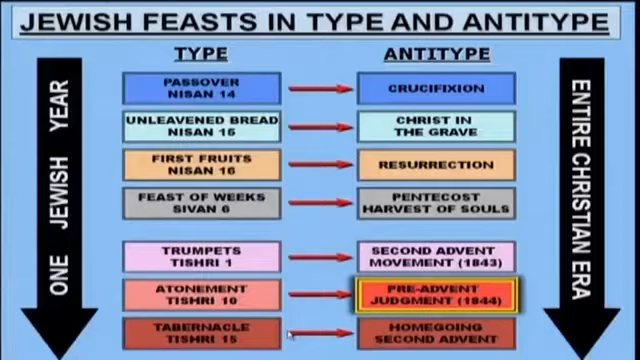 JEWISH FEASTS IN TYPE AND ANTITYPE
TYPE
ANTITYPE
ONE JEWISH YEAR
PASSOVER
NISAN 14
CRUCIFIXION
UNLEAVENED BREAD
NISAN 15
CHRIST IN
THE GRAVE
FIRST FRUITS
NISAN 16
RESURRECTION
FEAST OF WEEKS
SIVAN 6
PENTECOST
HARVEST OF SOULS
TRUMPETS
TISHRI 1
SECOND ADVENT
MOVEMENT (1843)
ATONEMENT
TISHRI 10
PRE-ADVENT
JUDGMENT (1844)
TABERNACLE
TISHRI 15
HOMEGOING
SECOND ADVENT
ENTIRE CHRISTIAN ERA